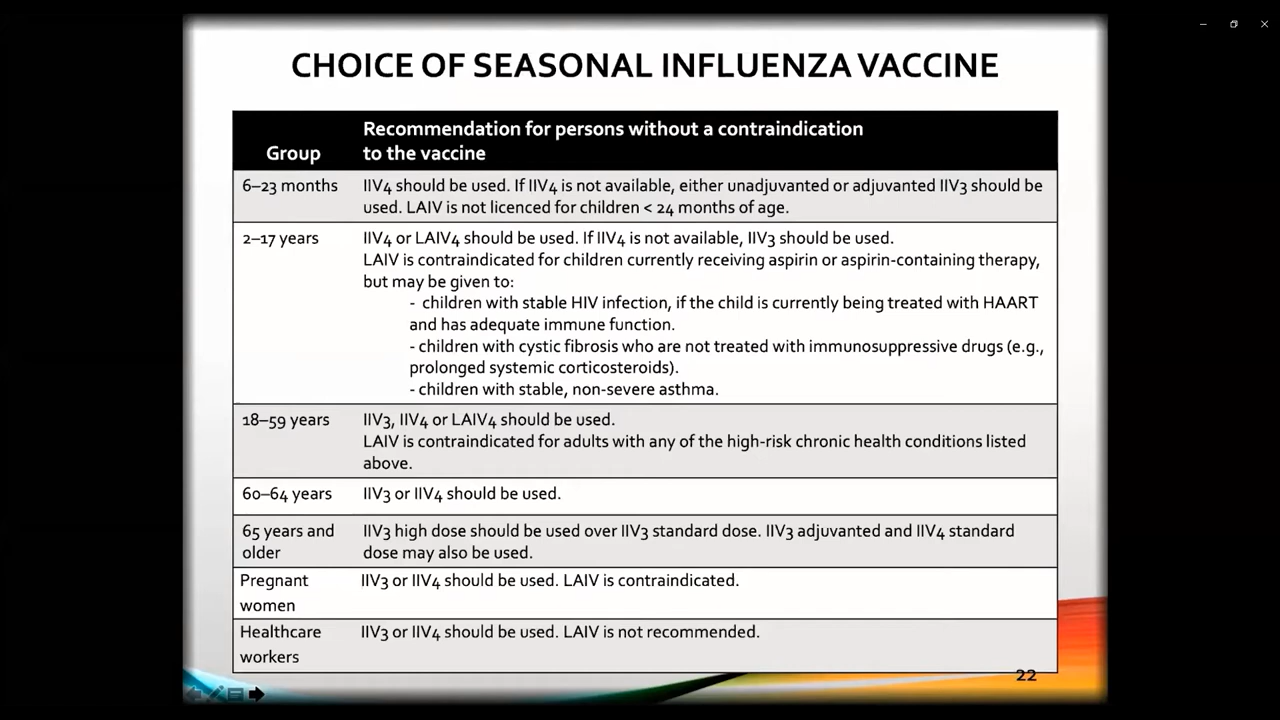 CHOICE OF SEASONAL INFLUENZA VACCINE
Group
Recommendation for persons without a contraindication
to the vaccine
6–23 months
IIV4 should be used. If IIV4 is not available, either unadjuvanted or adjuvanted IIV3 should be
used. LAIV is not licenced for children < 24 months of age.
2–17 years
IIV4 or LAIV4 should be used. If IIV4 is not available, IIV3 should be used.
LAIV is contraindicated for children currently receiving aspirin or aspirin-containing therapy,
but may be given to:
- children with stable HIV infection, if the child is currently being treated with HAART
and has adequate immune function.
- children with cystic fibrosis who are not treated with immunosuppressive drugs (e.g.,
prolonged systemic corticosteroids).
- children with stable, non-severe asthma.
18–59 years
IIV3, IIV4 or LAIV4 should be used.
LAIV is contraindicated for adults with any of the high-risk chronic health conditions listed
above.
60–64 years
IIV3 or IIV4 should be used.
65 years and
older
IIV3 high dose should be used over IIV3 standard dose. IIV3 adjuvanted and IIV4 standard
dose may also be used.
Pregnant
women
IIV3 or IIV4 should be used. LAIV is contraindicated.
Healthcare
workers
IIV3 or IIV4 should be used. LAIV is not recommended.
22